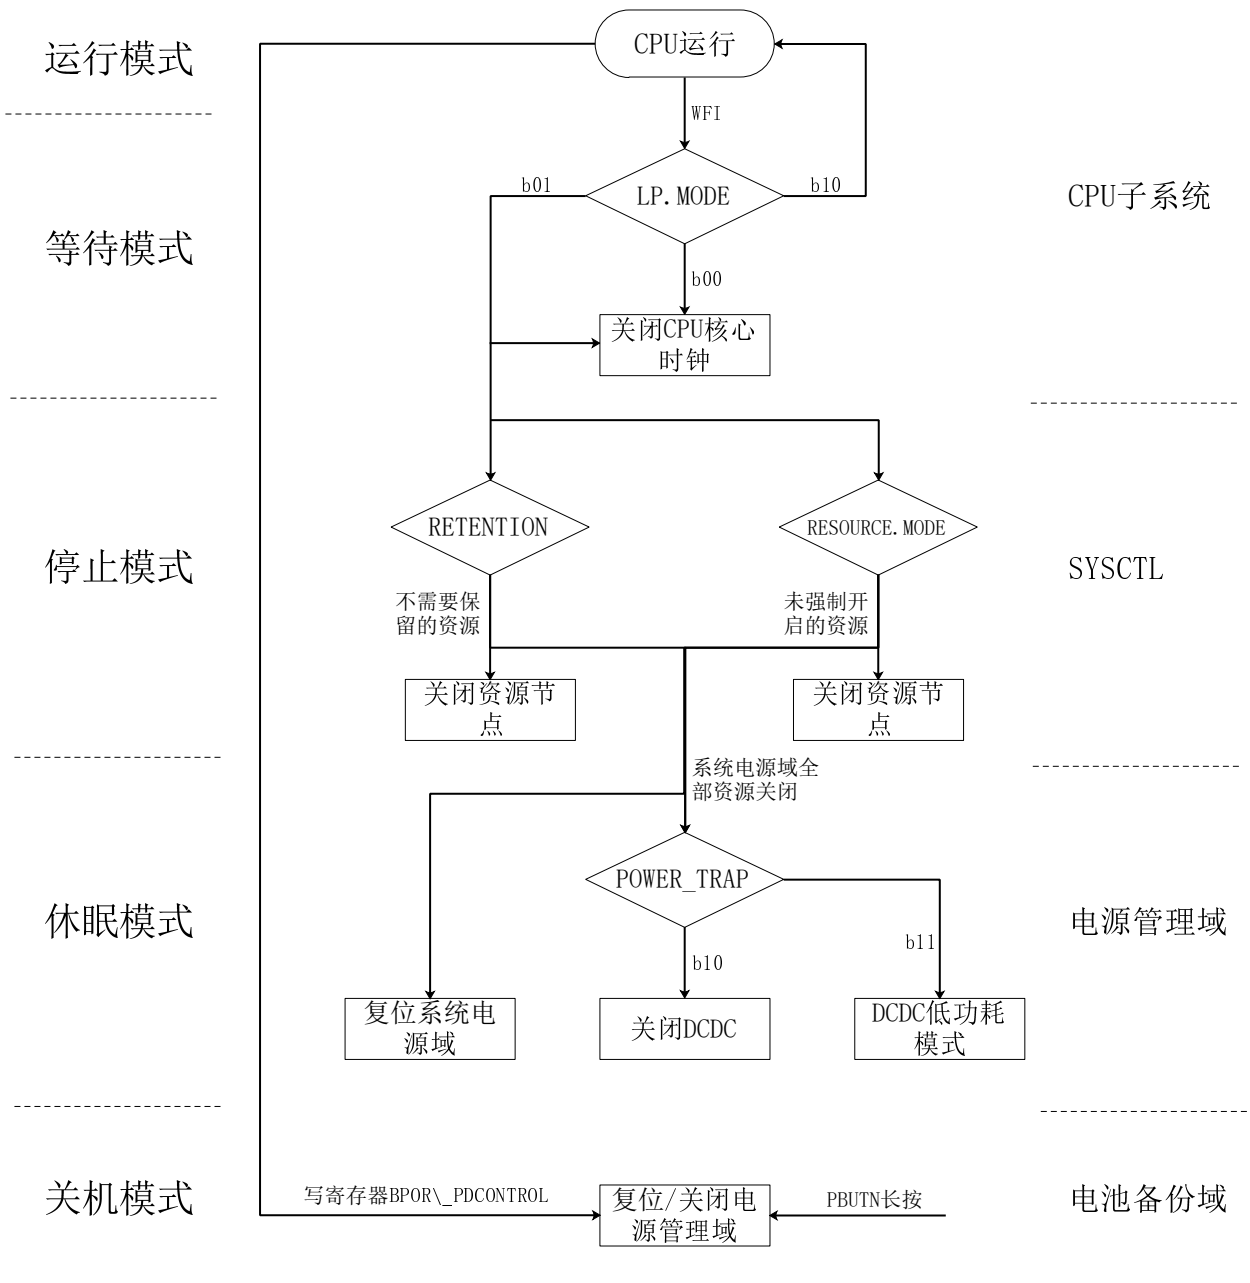 运行模式
CPU运行
WFI
等待模式
b01
LP.MODE
b10
CPU子系统
b00
关闭CPU核心
时钟
停止模式
RETENTION
RESOURCE.MODE
SYSCTL
不需要保
留的资源
未强制开
启的资源
关闭资源节
点
关闭资源节
点
系统电源域全
部资源关闭
休眠模式
POWER_TRAP
电源管理域
b10
b11
复位系统电
源域
关闭DCDC
DCDC低功耗
模式
关机模式
写寄存器BPOR\_PDCONTROL
复位/关闭电
源管理域
PBUTN长按
电池备份域